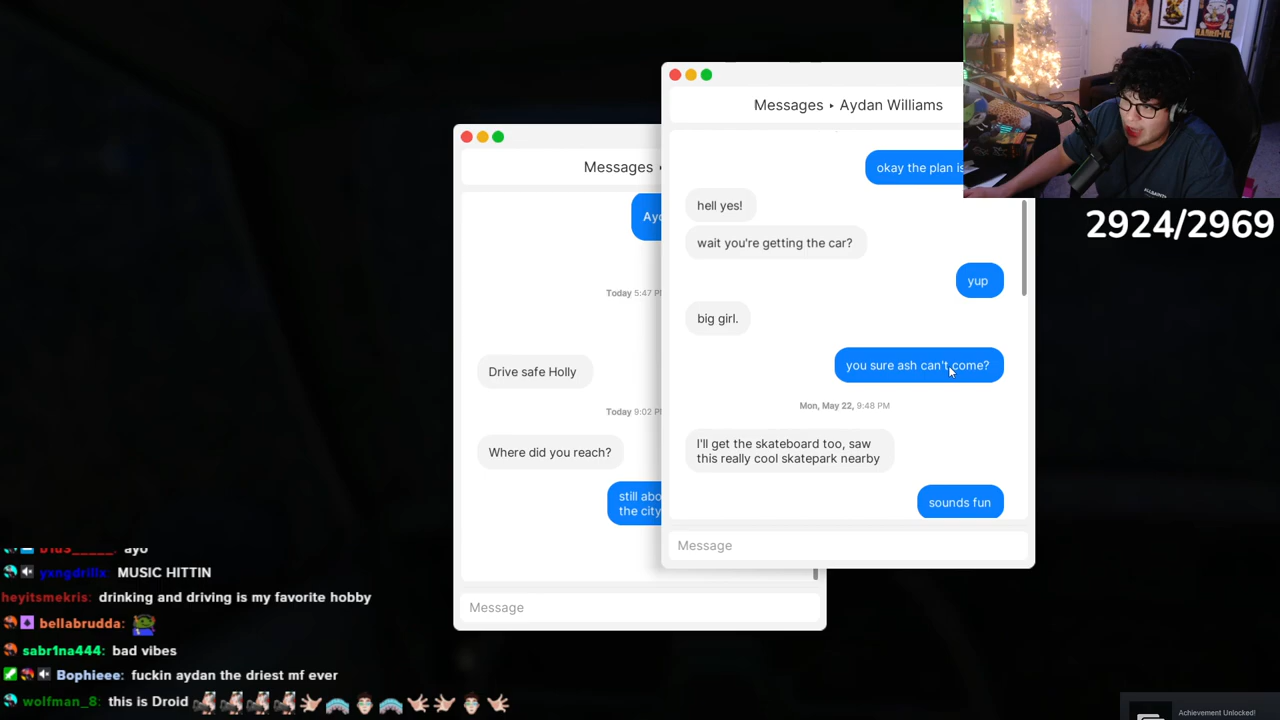 Messages ▸ Aydan Williams
okay the plan is
hell yes!
wait you're getting the car?
yup
big girl.
you sure ash can't come?
Mon, May 22, 9:48 PM
I'll get the skateboard too, saw
this really cool skatepark nearby
sounds fun
Message
Messages
Today 5:47
Drive safe Holly
Today 9:02
Where did you reach?
still
the city
Message
2924/2969
ayo
yxngdrillx: MUSIC HITTIN
heyitsmekris: drinking and driving is my favorite hobby
bellabrudda:
sabr1na444: bad vibes
Bophieee: fuckin aydan the driest mf ever
wolfman_8: this is Droid
Achievement Unlocked!